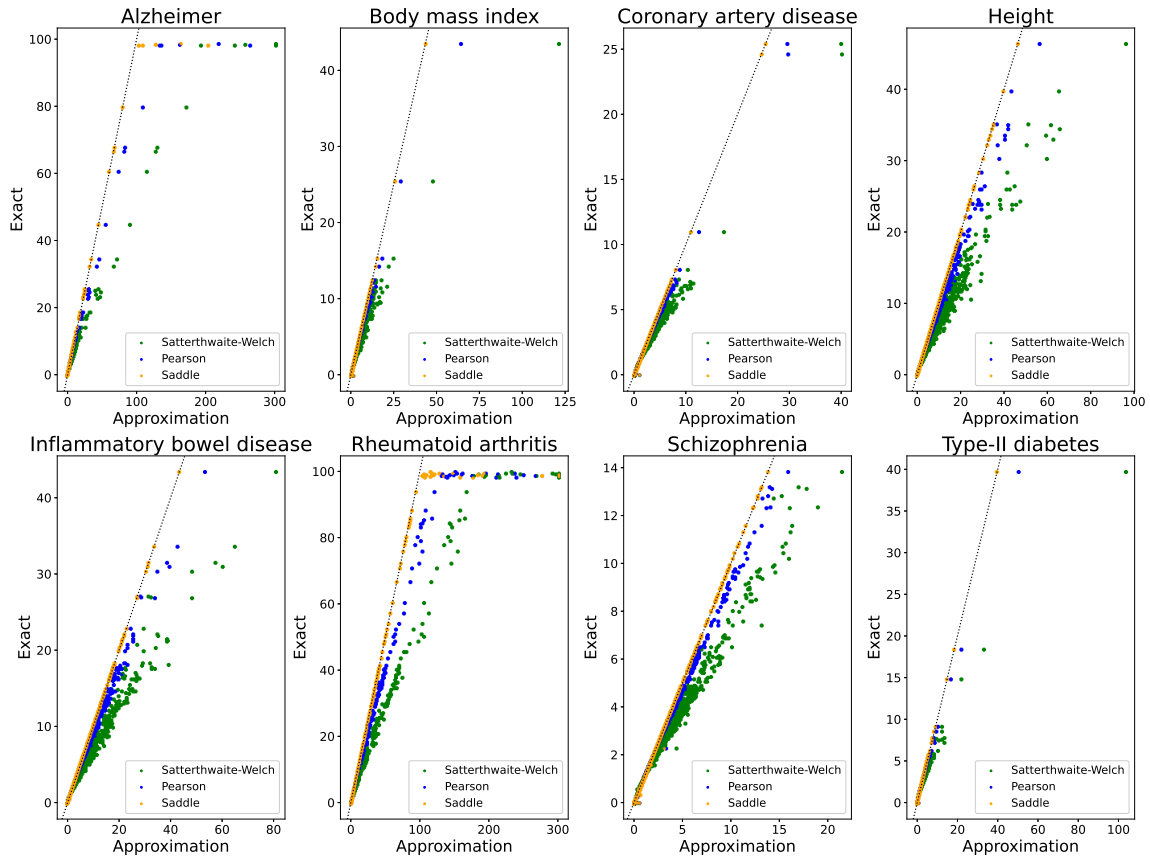 Alzheimer
Exact
100
80
60
40
20
0
0 100 200 300
Approximation
Satterthwaite-Welch
Pearson
Saddle
Body mass index
Exact
40
30
20
10
0
0 25 50 75 100 125
Approximation
Satterthwaite-Welch
Pearson
Saddle
Coronary artery disease
Exact
25
20
15
10
5
0
0 10 20 30 40
Approximation
Satterthwaite-Welch
Pearson
Saddle
Height
Exact
40
30
20
10
0
0 20 40 60 80 100
Approximation
Satterthwaite-Welch
Pearson
Saddle
Inflammatory bowel disease
Exact
40
30
20
10
0
0 20 40 60 80
Approximation
Satterthwaite-Welch
Pearson
Saddle
Rheumatoid arthritis
Exact
100
80
60
40
20
0
0 100 200 300
Approximation
Satterthwaite-Welch
Pearson
Saddle
Schizophrenia
Exact
14
12
10
8
6
4
2
0
0 5 10 15 20
Approximation
Satterthwaite-Welch
Pearson
Saddle
Type-II diabetes
Exact
40
35
30
25
20
15
10
5
0
0 20 40 60 80 100
Approximation
Satterthwaite-Welch
Pearson
Saddle